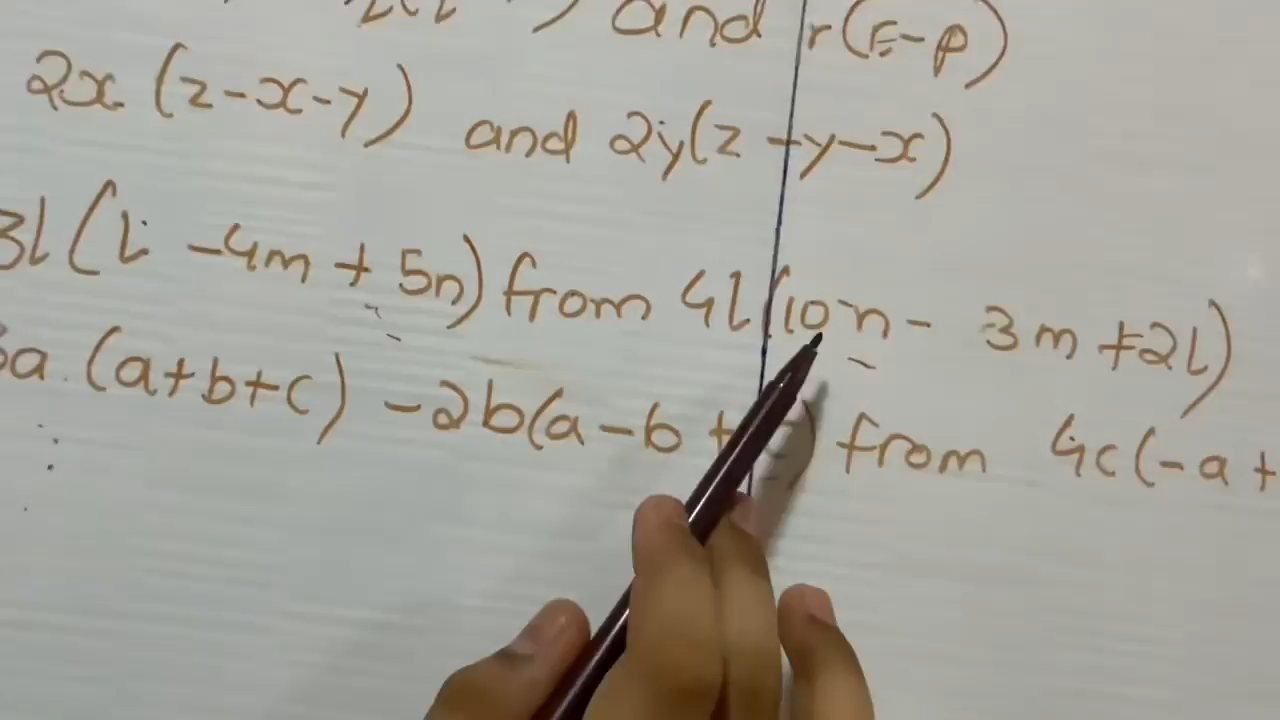 and r(   -p)
2x (z-x-y) and 2y(z-y-x)
3l (l -4m + 5n) from 4l(10n - 3m +2l)
a (a+b+c) -2b(a-b+ ) from 4c(-a+